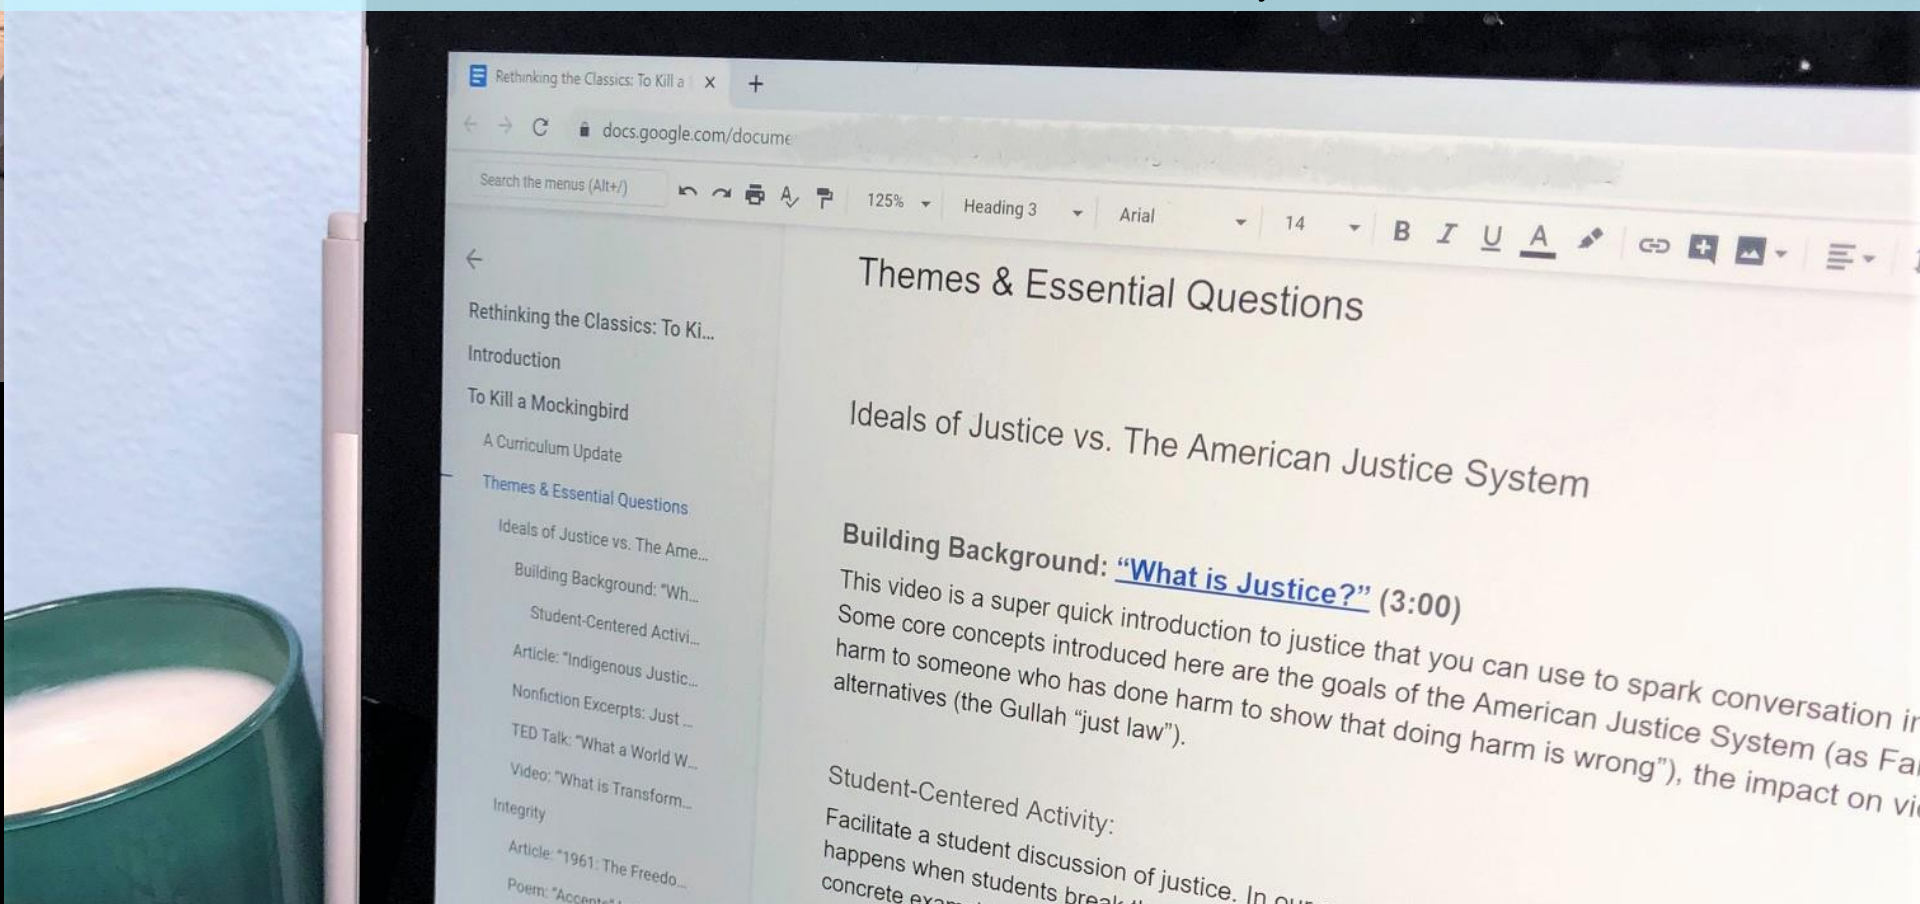 Rethinking the Classics: To Kill a
docs.google.com/docume
Search the menus (Alt+/)
125%
Heading 3
Arial
14
B I U A
Rethinking the Classics: To Ki...
Introduction
To Kill a Mockingbird
A Curriculum Update
Themes & Essential Questions
Ideals of Justice vs. The Ame...
Building Background: "Wh...
Student-Centered Activi...
Article: "Indigenous Justic...
Nonfiction Excerpts: Just ...
TED Talk: "What a World W...
Video: "What is Transform...
Integrity
Article: "1961: The Freedo...
Poem: "Accents"
Themes & Essential Questions
Ideals of Justice vs. The American Justice System
Building Background: “What is Justice?” (3:00)
This video is a super quick introduction to justice that you can use to spark conversation in
Some core concepts introduced here are the goals of the American Justice System (as Fa
harm to someone who has done harm to show that doing harm is wrong”), the impact on vi
alternatives (the Gullah “just law”).
Student-Centered Activity:
Facilitate a student discussion of justice. In our
happens when students break
concrete